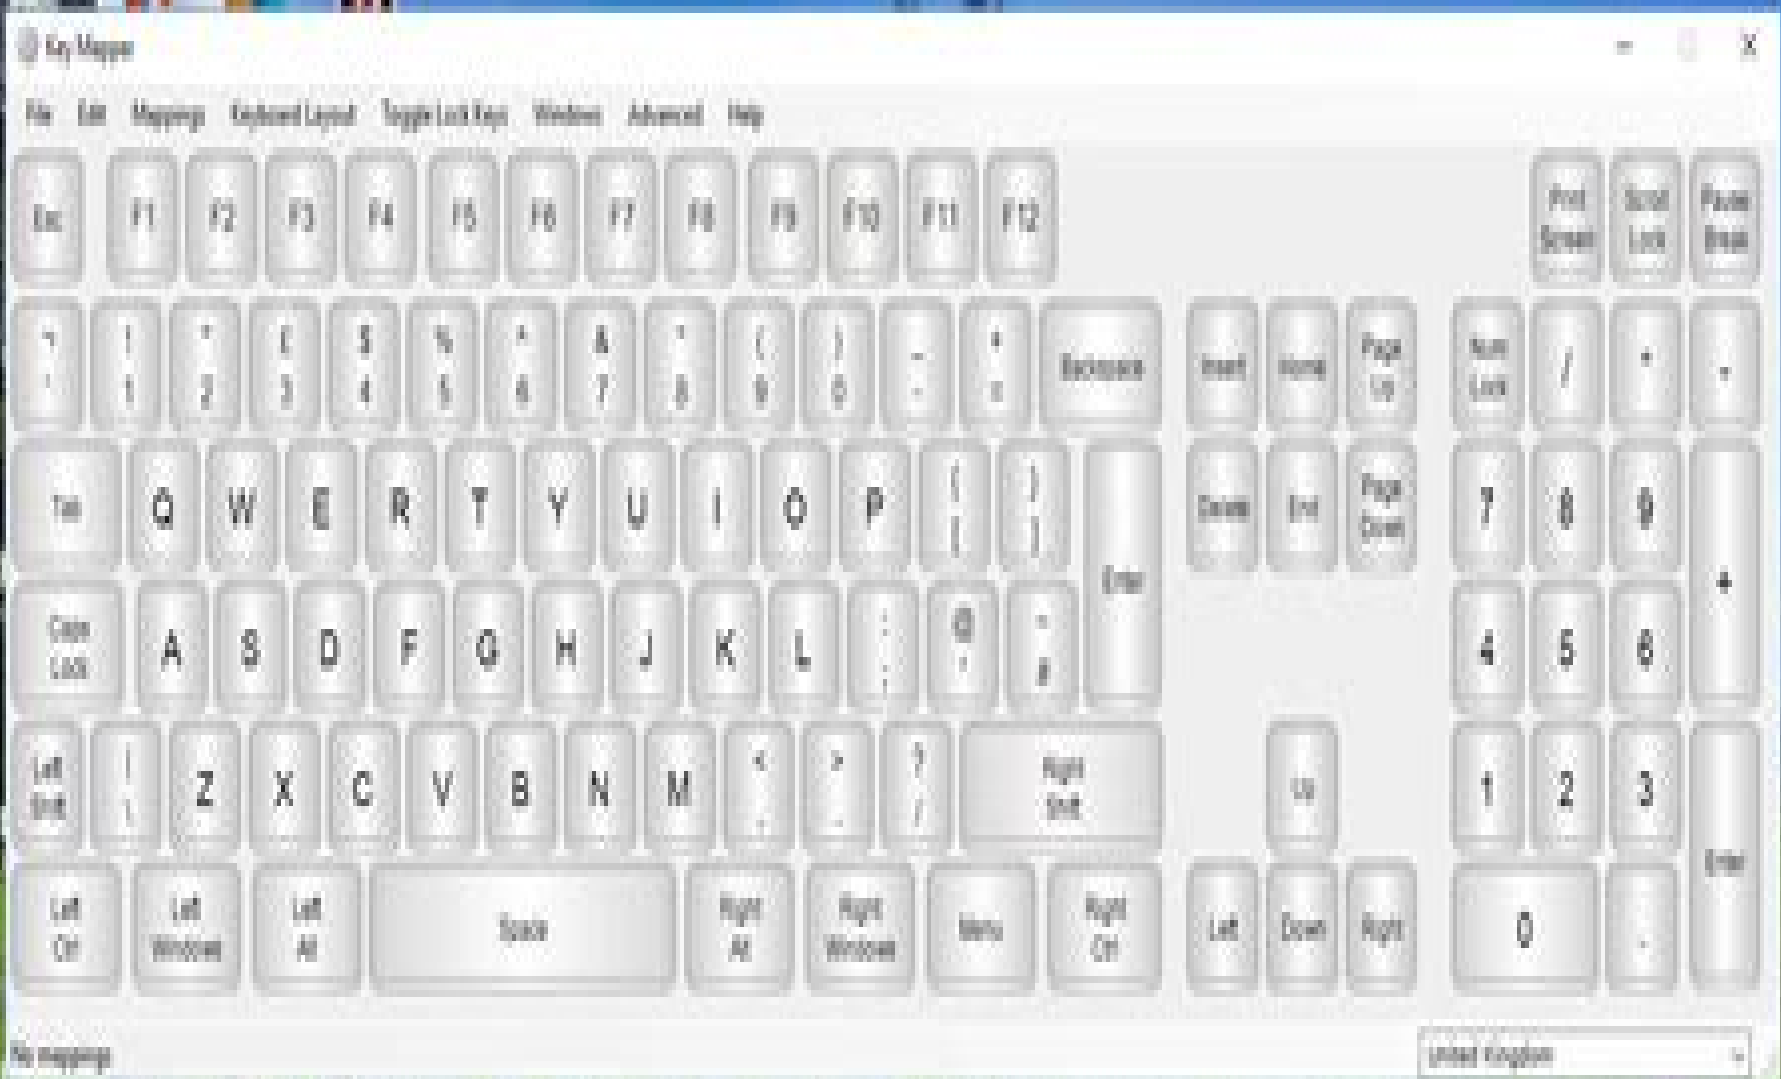 Key Mapper
File Edit Mappings Keyboard Layout Toggle Lock Keys Windows Advanced Help
Esc F1 F2 F3 F4 F5 F6 F7 F8 F9 F10 F11 F12 Print Screen Scroll Lock Pause Break
! " £ $ % ^ & * ( ) _ +
1 2 3 4 5 6 7 8 9 0 - = Backspace Insert Home Page Up Num Lock / * -
Tab Q W E R T Y U I O P { [ } ] Enter Delete End Page Down 7 8 9 +
Caps Lock A S D F G H J K L : ; @ ' ~ # 4 5 6
Left Shift | \ Z X C V B N M < , > . ? / Right Shift Up 1 2 3 Enter
Left Ctrl Left Windows Left Alt Space Right Alt Right Windows Menu Right Ctrl Left Down Right 0 .
No mappings United Kingdom